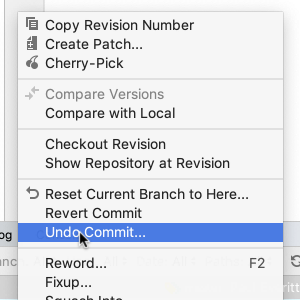 Copy Revision Number
Create Patch...
Cherry-Pick
Compare Versions
Compare with Local
Checkout Revision
Show Repository at Revision
Reset Current Branch to Here...
Revert Commit
og
Undo Commit...
Reword... F2
Fixup...